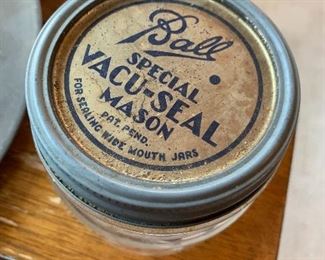 Ball
SPECIAL
VACU-SEAL
MASON
PAT. PEND.
FOR SEALING WIDE MOUTH JARS